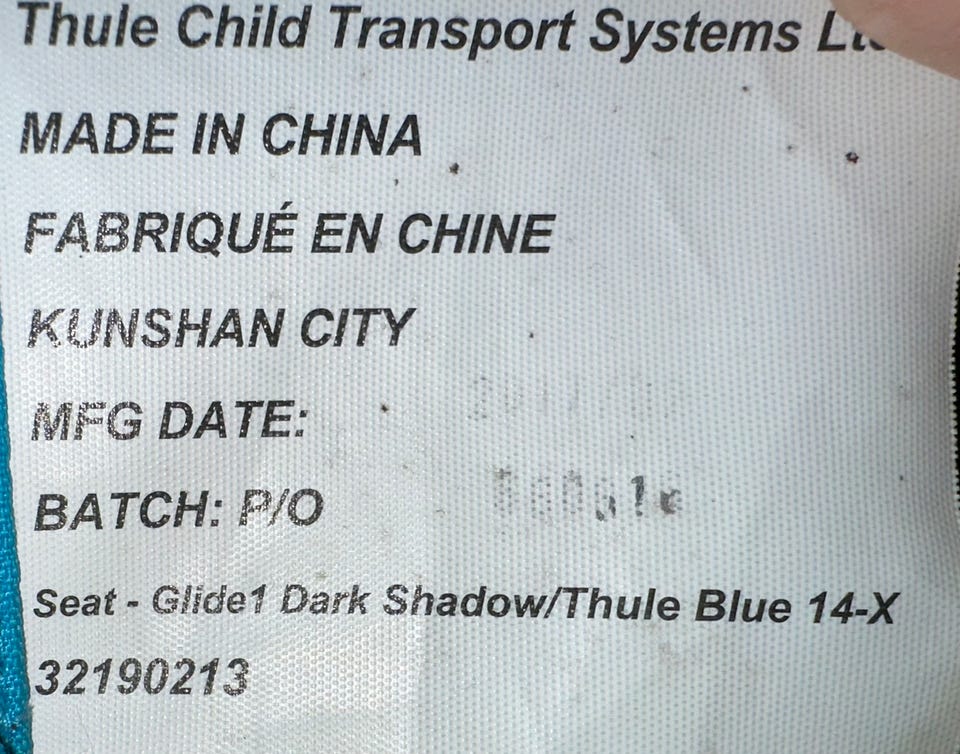 Thule Child Transport Systems
MADE IN CHINA
FABRIQUÉ EN CHINE
KUNSHAN CITY
MFG DATE:
BATCH: P/O
Seat - Glide1 Dark Shadow/Thule Blue 14-X
32190213